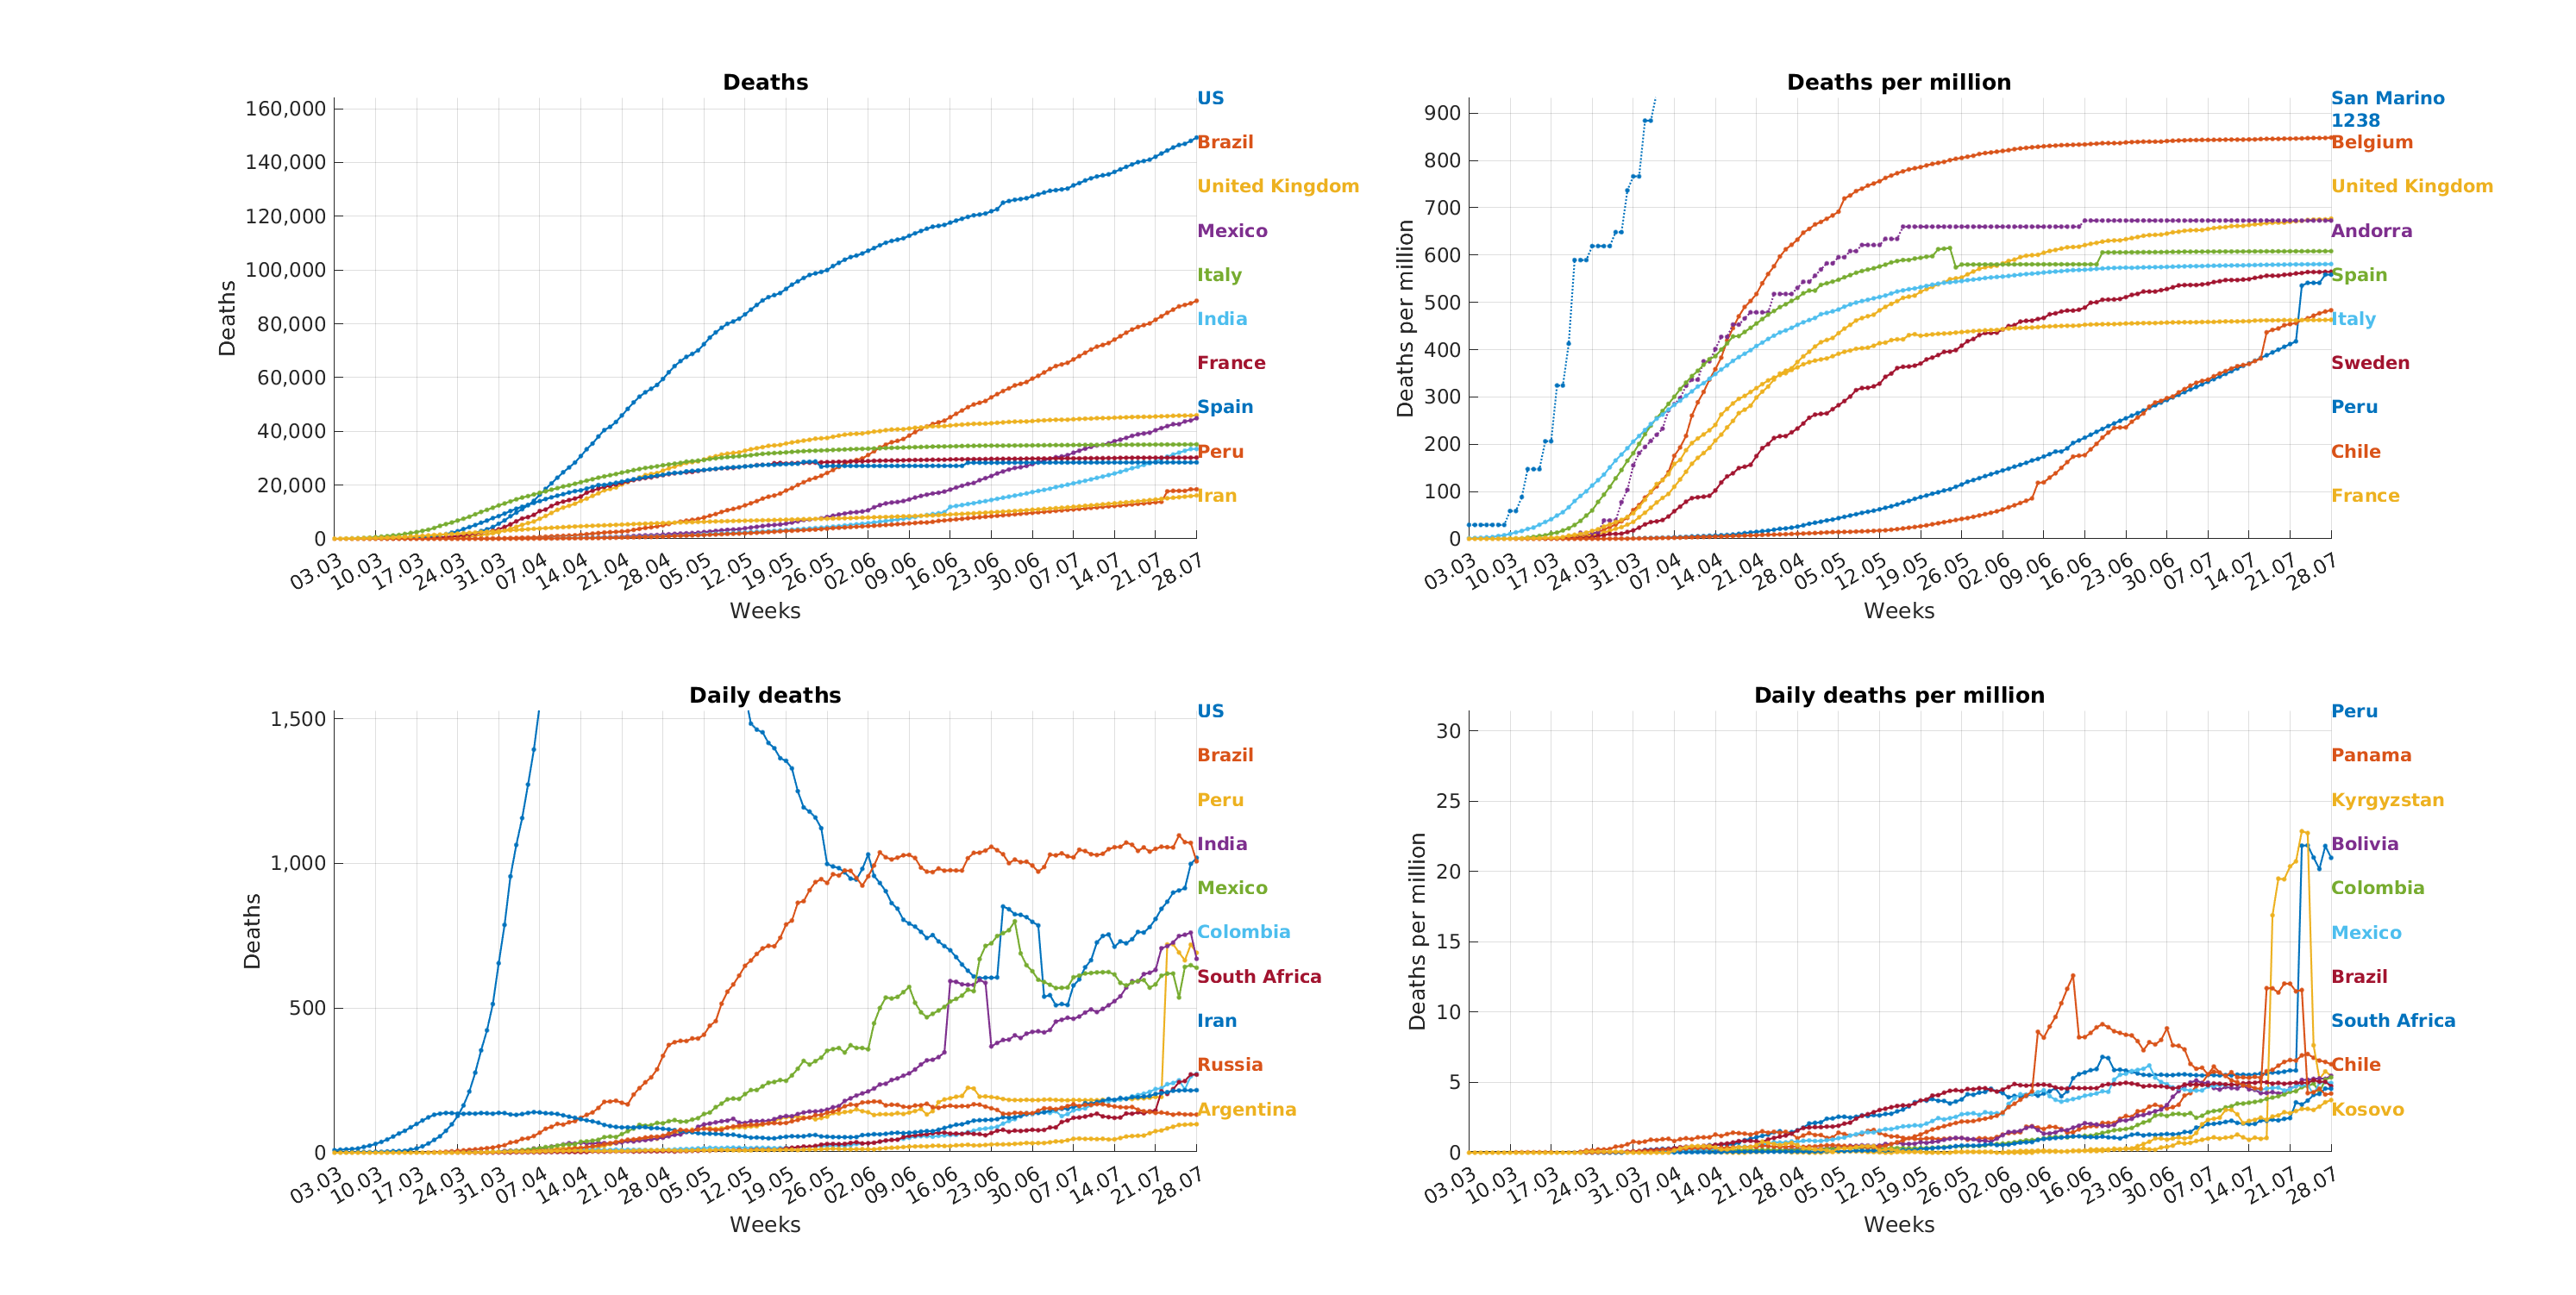 Deaths
160,000
140,000
120,000
100,000
80,000
60,000
40,000
20,000
0
Deaths
03.03 10.03 17.03 24.03 31.03 07.04 14.04 21.04 28.04 05.05 12.05 19.05 26.05 02.06 09.06 16.06 23.06 30.06 07.07 14.07 21.07 28.07
Weeks
US
Brazil
United Kingdom
Mexico
Italy
India
France
Spain
Peru
Iran
Deaths per million
900
800
700
600
500
400
300
200
100
0
Deaths per million
03.03 10.03 17.03 24.03 31.03 07.04 14.04 21.04 28.04 05.05 12.05 19.05 26.05 02.06 09.06 16.06 23.06 30.06 07.07 14.07 21.07 28.07
Weeks
San Marino
1238
Belgium
United Kingdom
Andorra
Spain
Italy
Sweden
Peru
Chile
France
Daily deaths
1,500
1,000
500
0
Deaths
03.03 10.03 17.03 24.03 31.03 07.04 14.04 21.04 28.04 05.05 12.05 19.05 26.05 02.06 09.06 16.06 23.06 30.06 07.07 14.07 21.07 28.07
Weeks
US
Brazil
Peru
India
Mexico
Colombia
South Africa
Iran
Russia
Argentina
Daily deaths per million
30
25
20
15
10
5
0
Deaths per million
03.03 10.03 17.03 24.03 31.03 07.04 14.04 21.04 28.04 05.05 12.05 19.05 26.05 02.06 09.06 16.06 23.06 30.06 07.07 14.07 21.07 28.07
Weeks
Peru
Panama
Kyrgyzstan
Bolivia
Colombia
Mexico
Brazil
South Africa
Chile
Kosovo